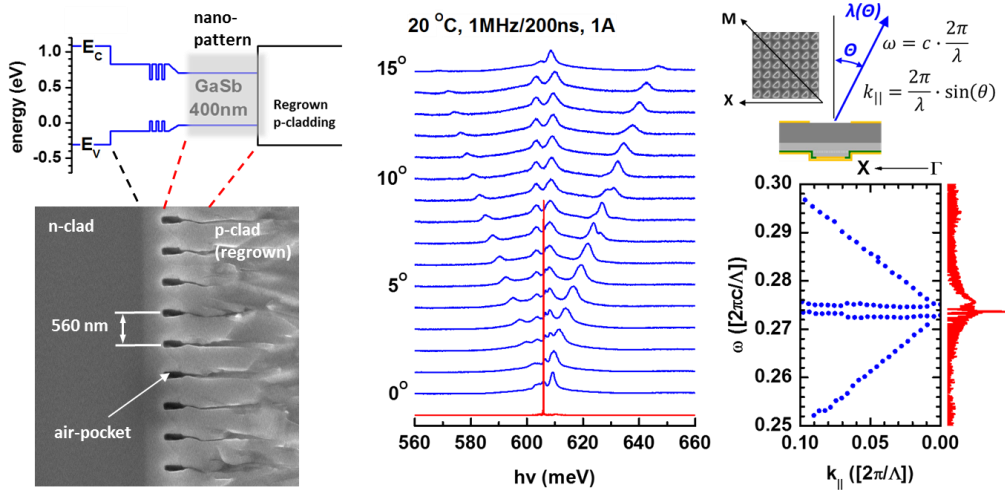 nano-
pattern
E_C
E_V
GaSb
400nm
Regrown
p-cladding
energy (eV)
1.0
0.5
0.0
-0.5
n-clad
p-clad
(regrown)
560 nm
air-pocket
20 °C, 1MHz/200ns, 1A
15°
10°
5°
0°
560 580 600 620 640 660
hν (meV)
M
X
Θ
λ(Θ)
ω = c · 2π/λ
k_|| = 2π/λ · sin(θ)
X ← Γ
ω ([2πc/Λ])
0.30
0.29
0.28
0.27
0.26
0.25
0.10 0.05 0.00
k_|| ([2π/Λ])